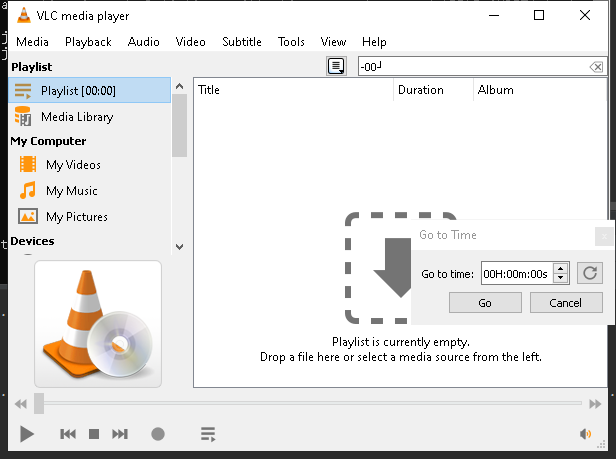 VLC media player
Media Playback Audio Video Subtitle Tools View Help
Playlist
-00┘
Playlist [00:00]
Media Library
My Computer
My Videos
My Music
My Pictures
Devices
Title Duration Album
Go to Time
Go to time: 00H:00m:00s
Go Cancel
Playlist is currently empty.
Drop a file here or select a media source from the left.